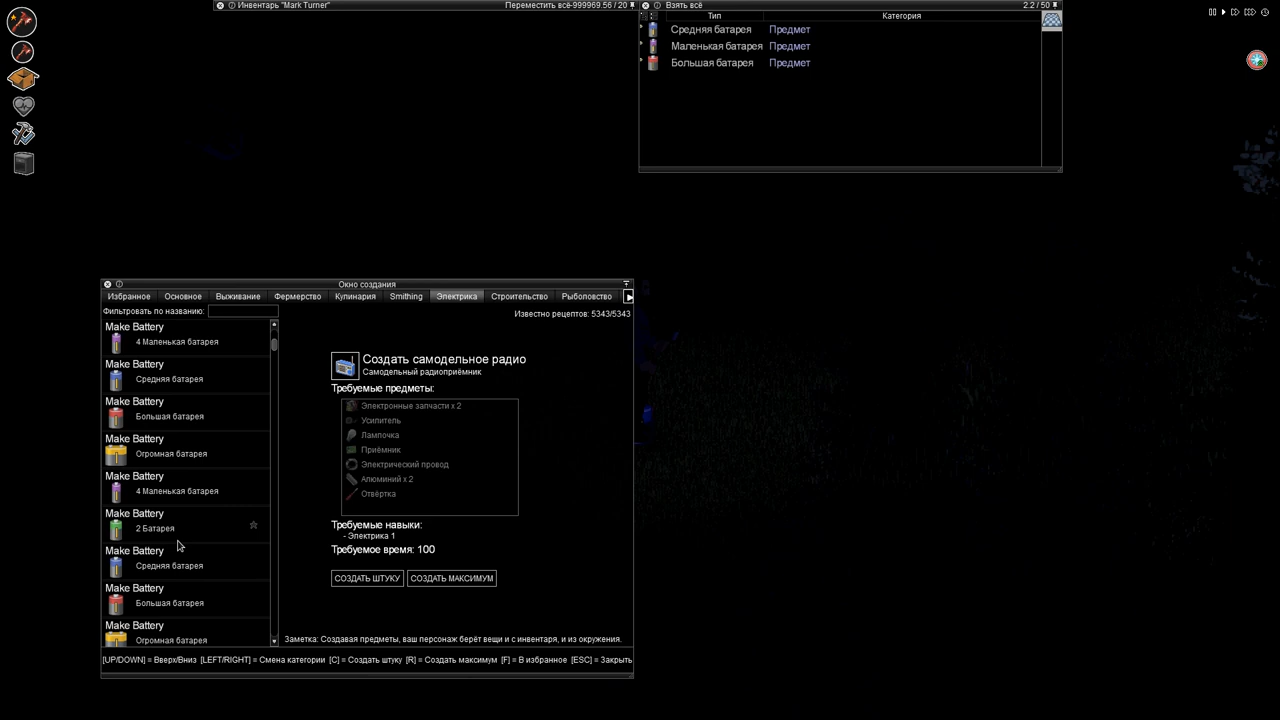 Инвентарь "Mark Turner" Переместить всё -999969.56 / 20
Взять всё 2.2 / 50
Тип Категория
Средняя батарея Предмет
Маленькая батарея Предмет
Большая батарея Предмет
Окно создания
Избранное Основное Выживание Фермерство Кулинария Smithing Электрика Строительство Рыболовство
Фильтровать по названию:
Известно рецептов: 5343/5343
Make Battery
4 Маленькая батарея
Make Battery
Средняя батарея
Make Battery
Большая батарея
Make Battery
Огромная батарея
Make Battery
4 Маленькая батарея
Make Battery
2 Батарея
Make Battery
Средняя батарея
Make Battery
Большая батарея
Make Battery
Огромная батарея
Создать самодельное радио
Самодельный радиоприёмник
Требуемые предметы:
Электронные запчасти x 2
Усилитель
Лампочка
Приёмник
Электрический провод
Алюминий x 2
Отвёртка
Требуемые навыки:
- Электрика 1
Требуемое время: 100
СОЗДАТЬ ШТУКУ СОЗДАТЬ МАКСИМУМ
Заметка: Создавая предметы, ваш персонаж берёт вещи и с инвентаря, и из окружения.
[UP/DOWN] = Вверх/Вниз [LEFT/RIGHT] = Смена категории [C] = Создать штуку [R] = Создать максимум [F] = В избранное [ESC] = Закрыть